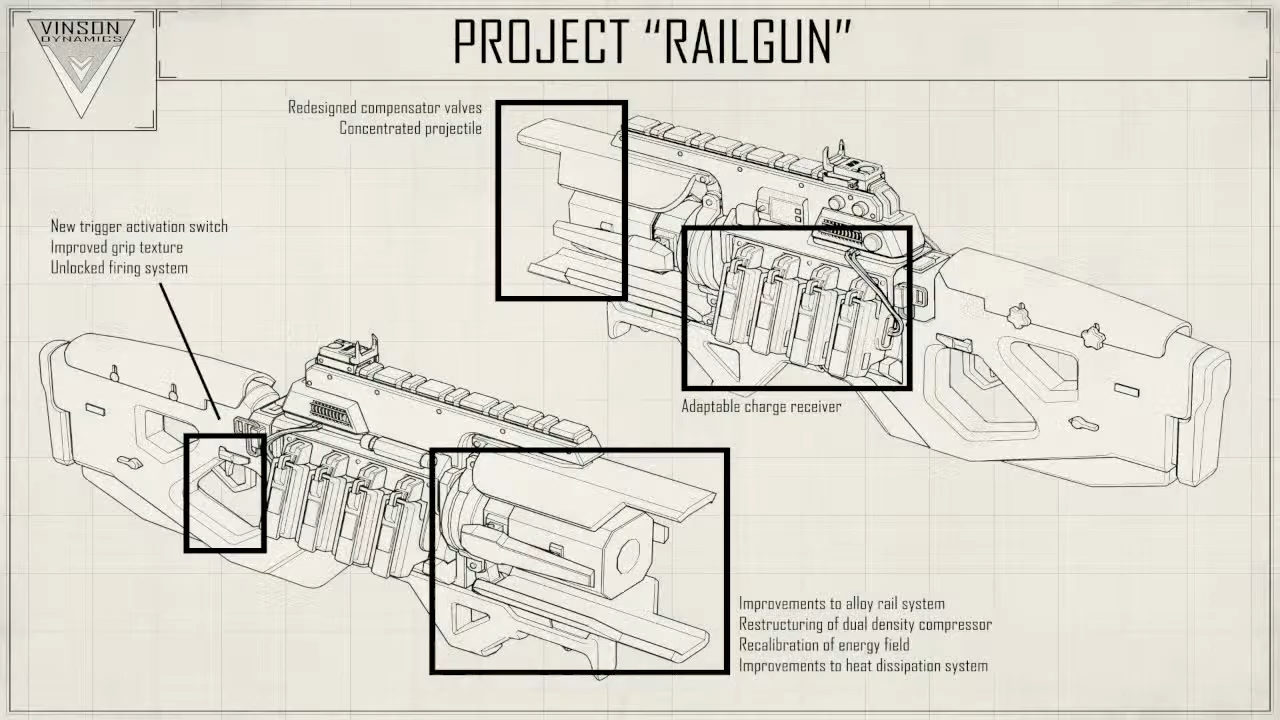 VINSON
DYNAMICS
PROJECT “RAILGUN”
Redesigned compensator valves
Concentrated projectile
New trigger activation switch
Improved grip texture
Unlocked firing system
Adaptable charge receiver
Improvements to alloy rail system
Restructuring of dual density compressor
Recalibration of energy field
Improvements to heat dissipation system